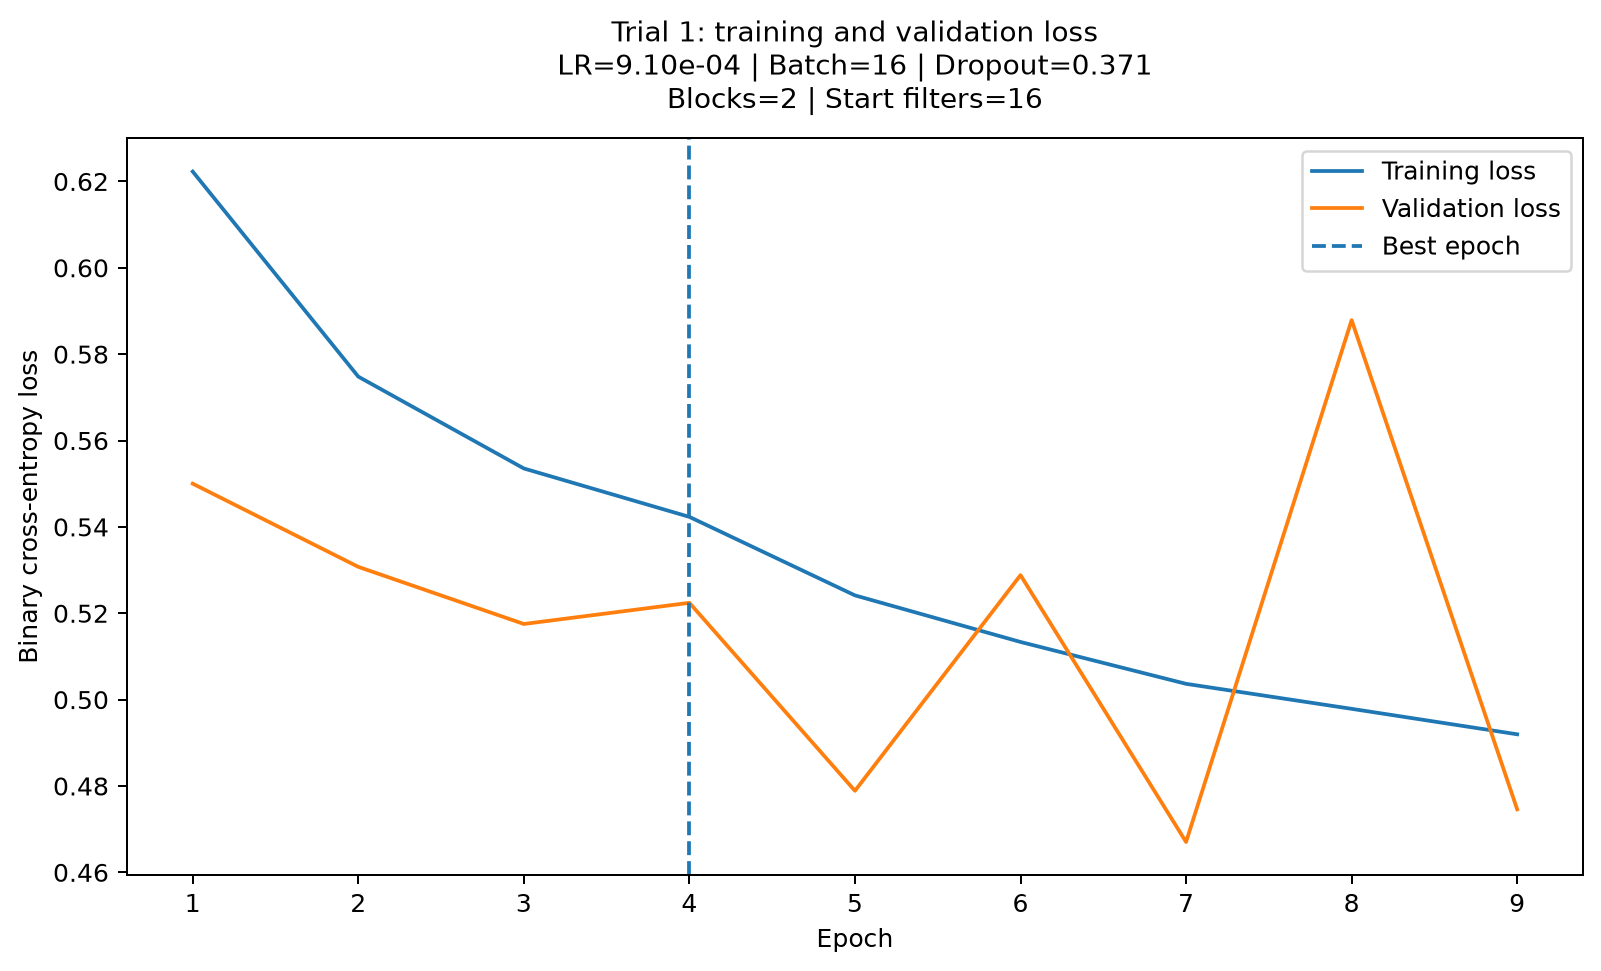 Trial 1: training and validation loss
LR=9.10e-04 | Batch=16 | Dropout=0.371
Blocks=2 | Start filters=16
Training loss
Validation loss
Best epoch
Binary cross-entropy loss
0.62
0.60
0.58
0.56
0.54
0.52
0.50
0.48
0.46
1 2 3 4 5 6 7 8 9
Epoch